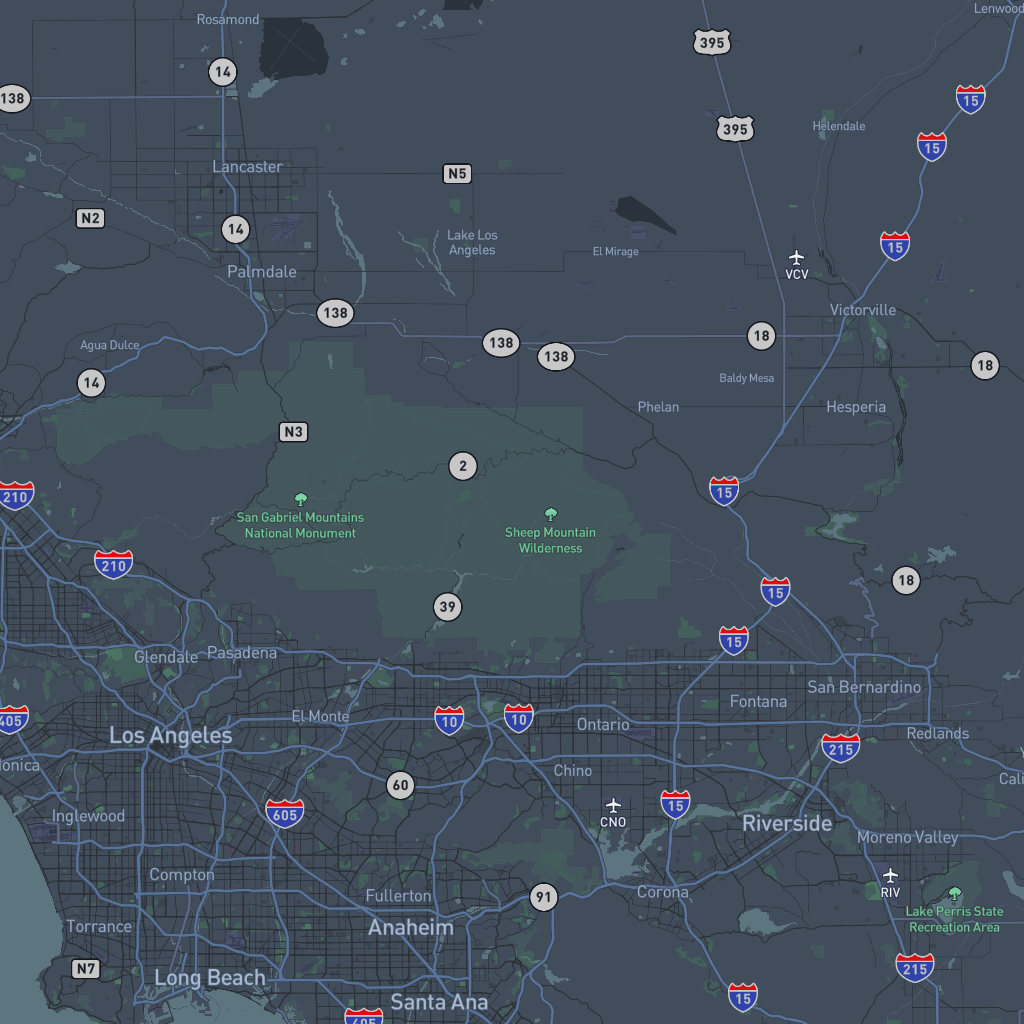 Rosamond
Lenwood
395
14
138
15
395
Helendale
15
Lancaster
N5
N2
14
Lake Los
Angeles
El Mirage
15
VCV
Palmdale
138
Victorville
Agua Dulce
138
138
18
18
14
Baldy Mesa
Phelan
Hesperia
N3
2
210
15
San Gabriel Mountains
National Monument
Sheep Mountain
Wilderness
210
18
15
39
15
Glendale
Pasadena
San Bernardino
Fontana
405
El Monte
10
10
Ontario
Los Angeles
215
Redlands
onica
Chino
Cali
60
15
605
CNO
Inglewood
Riverside
Moreno Valley
Compton
RIV
Fullerton
91
Corona
Lake Perris State
Recreation Area
Torrance
Anaheim
N7
Long Beach
215
Santa Ana
15
405